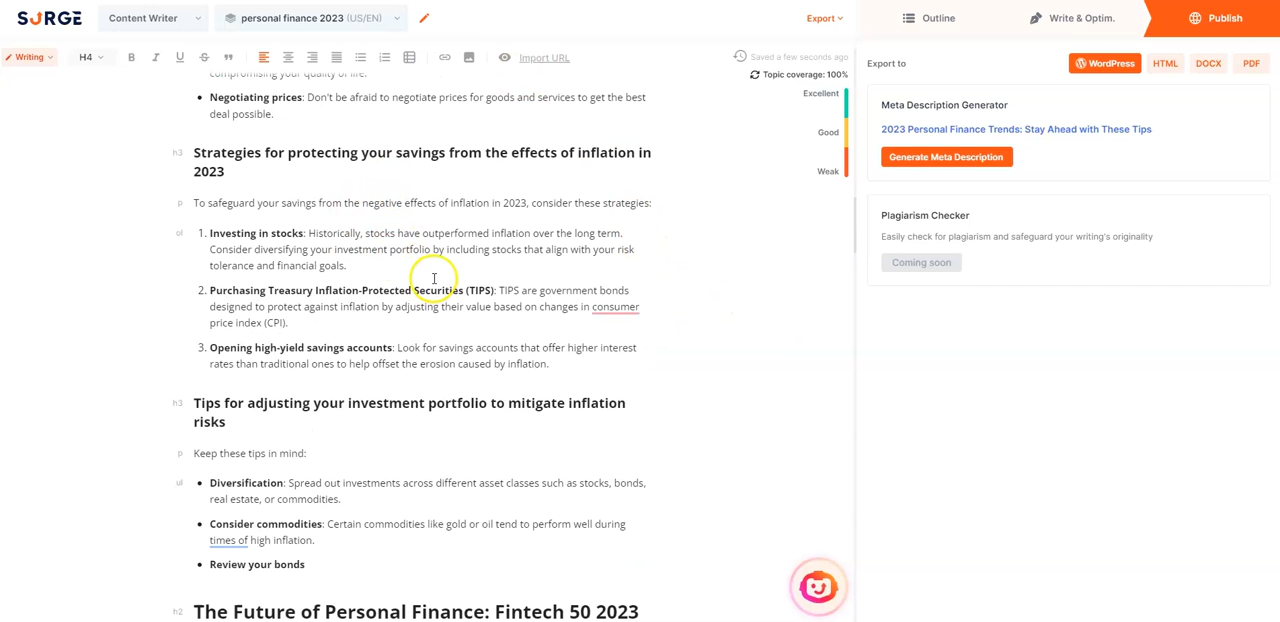 SURGE Content Writer personal finance 2023 (US/EN) Export Outline Write & Optim. Publish
Writing H4 B I U S Import URL
Saved a few seconds ago
Topic coverage: 100%
Excellent
Good
Weak
Export to WordPress HTML DOCX PDF
Meta Description Generator
2023 Personal Finance Trends: Stay Ahead with These Tips
Generate Meta Description
Plagiarism Checker
Easily check for plagiarism and safeguard your writing's originality
Coming soon
compromising your quality of life.
• Negotiating prices: Don't be afraid to negotiate prices for goods and services to get the best
deal possible.
h3 Strategies for protecting your savings from the effects of inflation in
2023
p To safeguard your savings from the negative effects of inflation in 2023, consider these strategies:
ol 1. Investing in stocks: Historically, stocks have outperformed inflation over the long term.
Consider diversifying your investment portfolio by including stocks that align with your risk
tolerance and financial goals.
2. Purchasing Treasury Inflation-Protected Securities (TIPS): TIPS are government bonds
designed to protect against inflation by adjusting their value based on changes in consumer
price index (CPI).
3. Opening high-yield savings accounts: Look for savings accounts that offer higher interest
rates than traditional ones to help offset the erosion caused by inflation.
h3 Tips for adjusting your investment portfolio to mitigate inflation
risks
p Keep these tips in mind:
ul • Diversification: Spread out investments across different asset classes such as stocks, bonds,
real estate, or commodities.
• Consider commodities: Certain commodities like gold or oil tend to perform well during
times of high inflation.
• Review your bonds
h2 The Future of Personal Finance: Fintech 50 2023